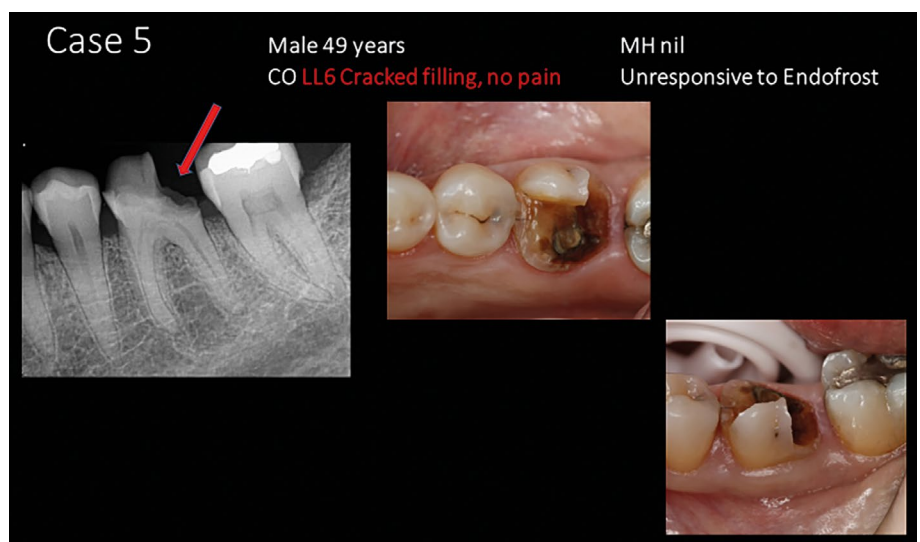 Case 5
Male 49 years
CO LL6 Cracked filling, no pain
MH nil
Unresponsive to Endofrost